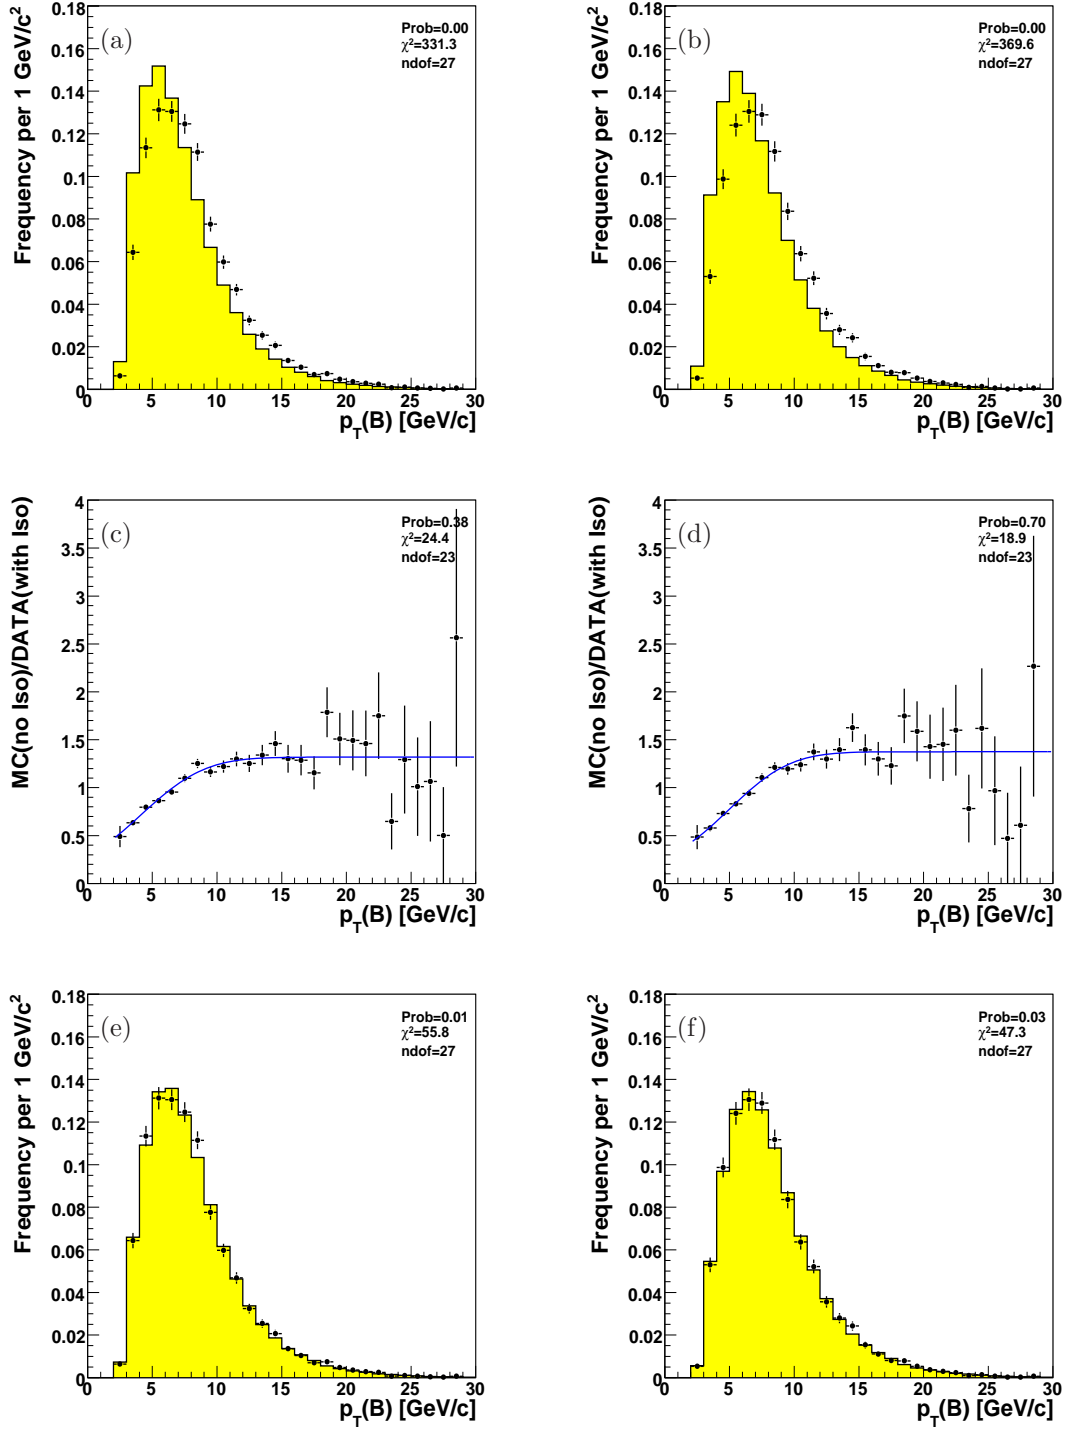 (a)
Prob=0.00
χ²=331.3
ndof=27
Frequency per 1 GeV/c²
0.18
0.16
0.14
0.12
0.1
0.08
0.06
0.04
0.02
0
0 5 10 15 20 25 30
p_T(B) [GeV/c]
(b)
Prob=0.00
χ²=369.6
ndof=27
Frequency per 1 GeV/c²
0.18
0.16
0.14
0.12
0.1
0.08
0.06
0.04
0.02
0
0 5 10 15 20 25 30
p_T(B) [GeV/c]
(c)
Prob=0.38
χ²=24.4
ndof=23
MC(no Iso)/DATA(with Iso)
4
3.5
3
2.5
2
1.5
1
0.5
0
0 5 10 15 20 25 30
p_T(B) [GeV/c]
(d)
Prob=0.70
χ²=18.9
ndof=23
MC(no Iso)/DATA(with Iso)
4
3.5
3
2.5
2
1.5
1
0.5
0
0 5 10 15 20 25 30
p_T(B) [GeV/c]
(e)
Prob=0.01
χ²=55.8
ndof=27
Frequency per 1 GeV/c²
0.18
0.16
0.14
0.12
0.1
0.08
0.06
0.04
0.02
0
0 5 10 15 20 25 30
p_T(B) [GeV/c]
(f)
Prob=0.03
χ²=47.3
ndof=27
Frequency per 1 GeV/c²
0.18
0.16
0.14
0.12
0.1
0.08
0.06
0.04
0.02
0
0 5 10 15 20 25 30
p_T(B) [GeV/c]